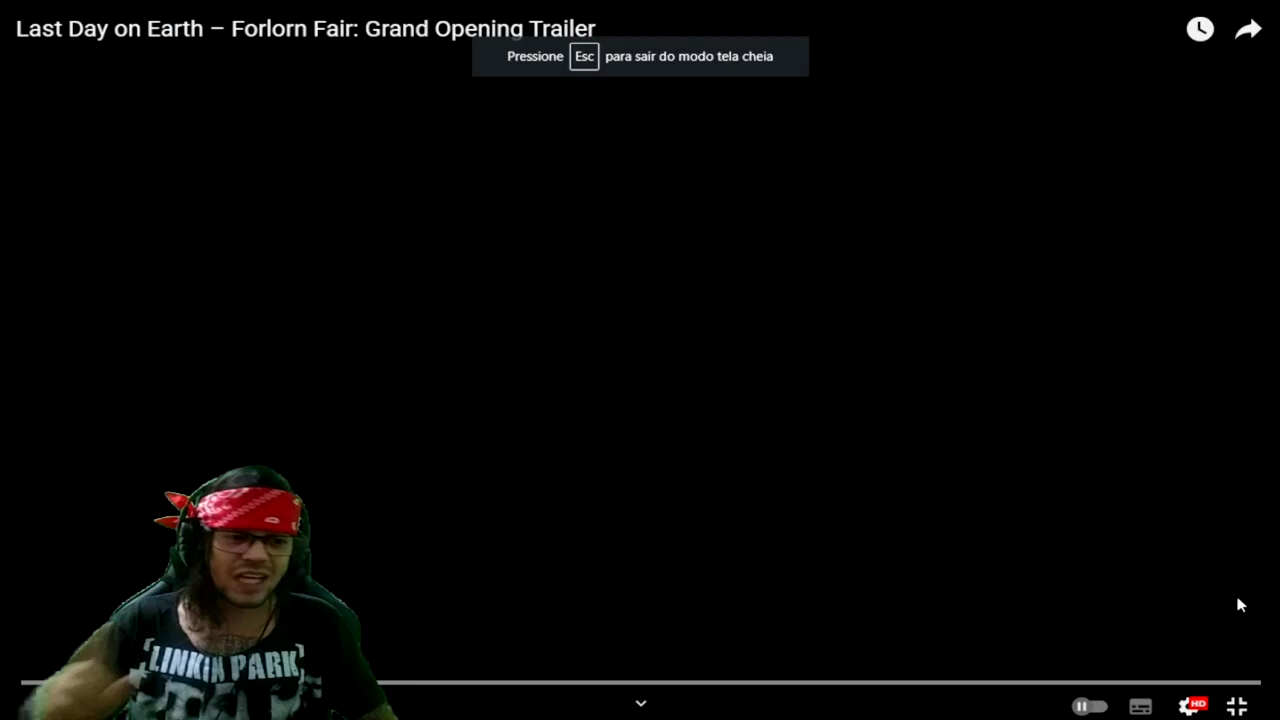 Last Day on Earth – Forlorn Fair: Grand Opening Trailer
Pressione Esc para sair do modo tela cheia
LINKIN PARK
HD